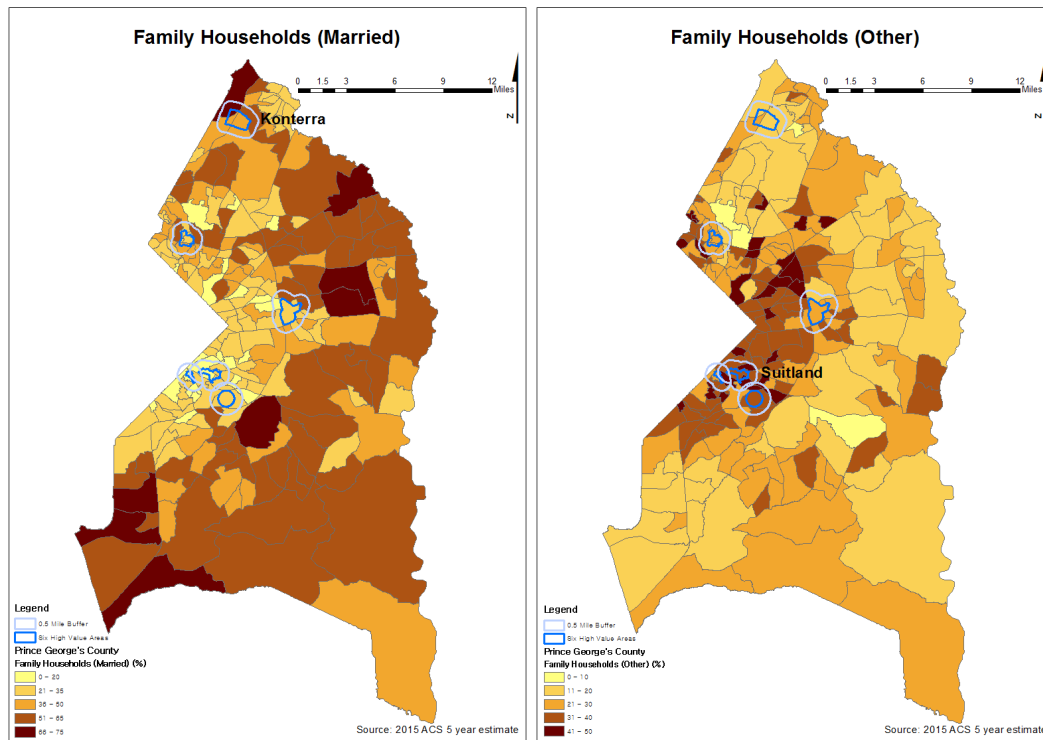 Family Households (Married)
0 1.5 3 6 9 12
Miles
N
Konterra
Legend
0.5 Mile Buffer
Six High Value Areas
Prince George's County
Family Households (Married) (%)
0 - 20
21 - 35
36 - 50
51 - 65
66 - 75
Source: 2015 ACS 5 year estimate
Family Households (Other)
0 1.5 3 6 9 12
Miles
N
Suitland
Legend
0.5 Mile Buffer
Six High Value Areas
Prince George's County
Family Households (Other) (%)
0 - 10
11 - 20
21 - 30
31 - 40
41 - 50
Source: 2015 ACS 5 year estimate